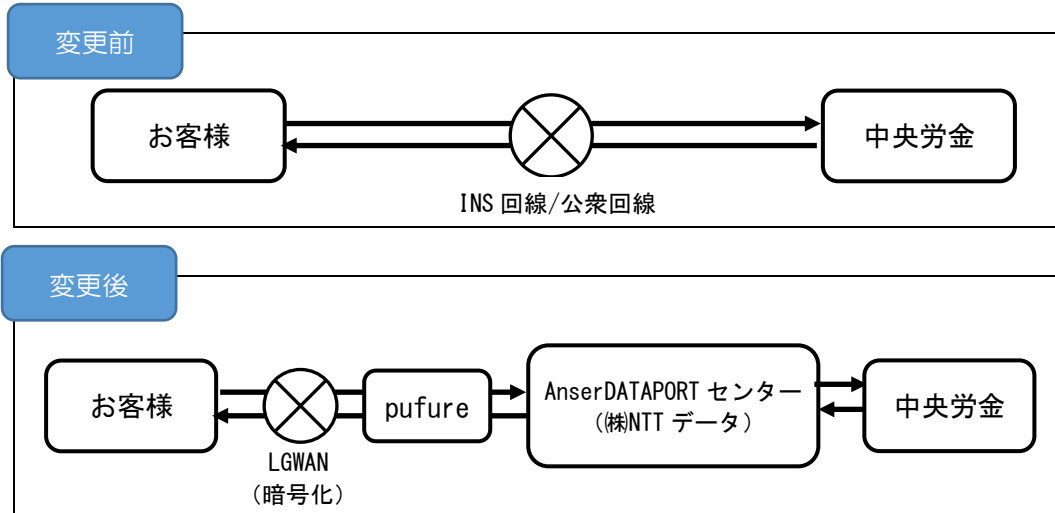 変更前
お客様
中央労金
INS 回線/公衆回線
変更後
お客様
LGWAN
（暗号化）
pufure
AnserDATAPORT センター
（㈱NTT データ）
中央労金